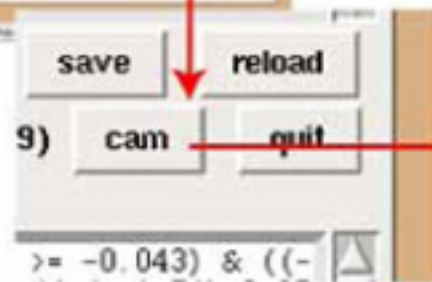 save reload
9) cam quit
>= -0.043) & ((-